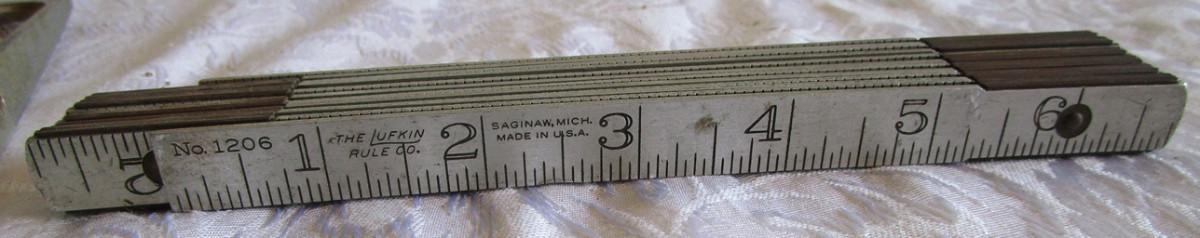 No. 1206
1
THE LUFKIN
RULE CO.
2
SAGINAW, MICH.
MADE IN U.S.A.
3
4
5
6